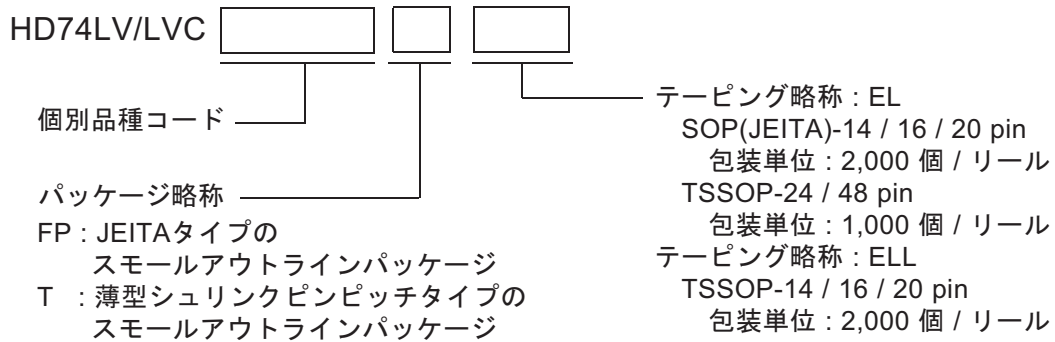 HD74LV/LVC
個別品種コード
パッケージ略称
FP : JEITAタイプの
スモールアウトラインパッケージ
T : 薄型シュリンクピンピッチタイプの
スモールアウトラインパッケージ
テーピング略称 : EL
SOP(JEITA)-14 / 16 / 20 pin
包装単位 : 2,000 個 / リール
TSSOP-24 / 48 pin
包装単位 : 1,000 個 / リール
テーピング略称 : ELL
TSSOP-14 / 16 / 20 pin
包装単位 : 2,000 個 / リール